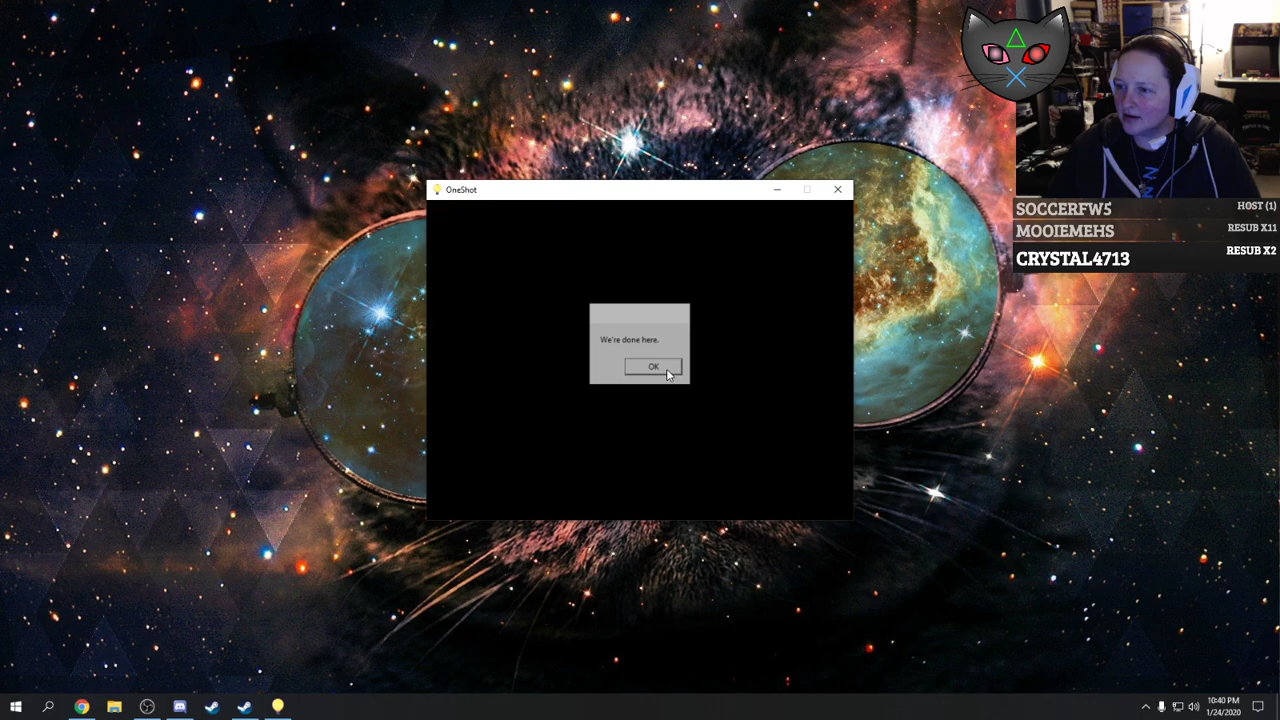 OneShot
We're done here.
OK
SOCCERFW5
HOST (1)
MOOIEMEHS
RESUB X11
CRYSTAL4713
RESUB X2
10:40 PM
1/24/2020